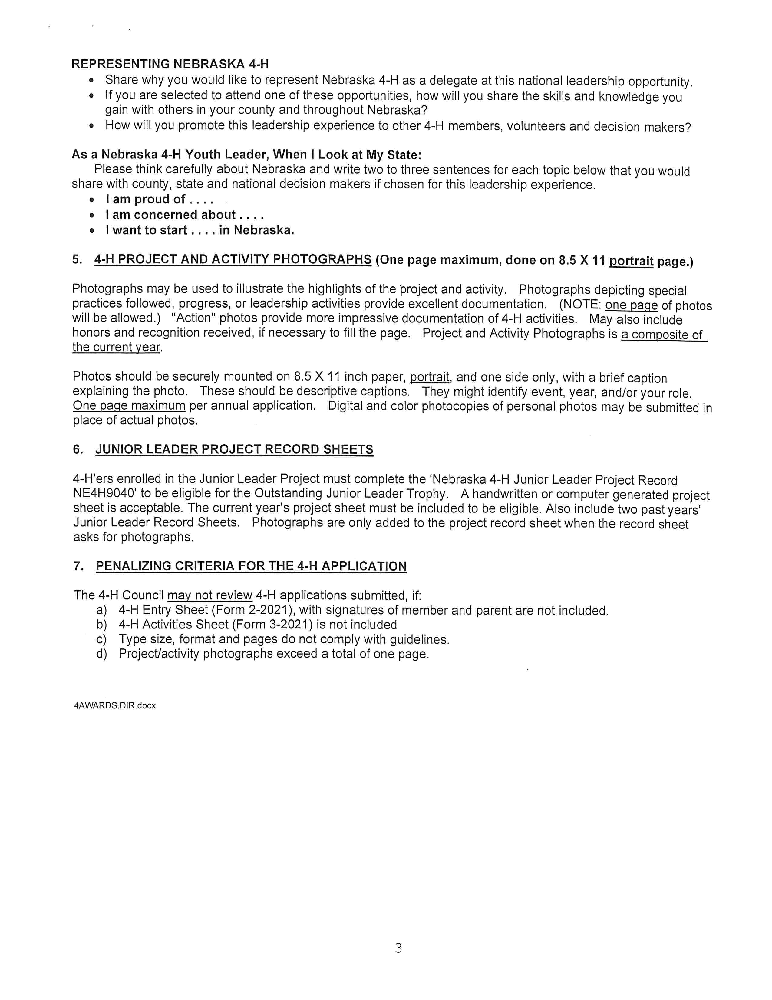 REPRESENTING NEBRASKA 4-H
• Share why you would like to represent Nebraska 4-H as a delegate at this national leadership opportunity.
• If you are selected to attend one of these opportunities, how will you share the skills and knowledge you
gain with others in your county and throughout Nebraska?
• How will you promote this leadership experience to other 4-H members, volunteers and decision makers?
As a Nebraska 4-H Youth Leader, When I Look at My State:
Please think carefully about Nebraska and write two to three sentences for each topic below that you would
share with county, state and national decision makers if chosen for this leadership experience.
• I am proud of . . . .
• I am concerned about . . . .
• I want to start . . . . in Nebraska.
5. 4-H PROJECT AND ACTIVITY PHOTOGRAPHS (One page maximum, done on 8.5 X 11 portrait page.)
Photographs may be used to illustrate the highlights of the project and activity. Photographs depicting special
practices followed, progress, or leadership activities provide excellent documentation. (NOTE: one page of photos
will be allowed.) "Action" photos provide more impressive documentation of 4-H activities. May also include
honors and recognition received, if necessary to fill the page. Project and Activity Photographs is a composite of
the current year.
Photos should be securely mounted on 8.5 X 11 inch paper, portrait, and one side only, with a brief caption
explaining the photo. These should be descriptive captions. They might identify event, year, and/or your role.
One page maximum per annual application. Digital and color photocopies of personal photos may be submitted in
place of actual photos.
6. JUNIOR LEADER PROJECT RECORD SHEETS
4-H'ers enrolled in the Junior Leader Project must complete the ‘Nebraska 4-H Junior Leader Project Record
NE4H9040’ to be eligible for the Outstanding Junior Leader Trophy. A handwritten or computer generated project
sheet is acceptable. The current year's project sheet must be included to be eligible. Also include two past years'
Junior Leader Record Sheets. Photographs are only added to the project record sheet when the record sheet
asks for photographs.
7. PENALIZING CRITERIA FOR THE 4-H APPLICATION
The 4-H Council may not review 4-H applications submitted, if:
a) 4-H Entry Sheet (Form 2-2021), with signatures of member and parent are not included.
b) 4-H Activities Sheet (Form 3-2021) is not included
c) Type size, format and pages do not comply with guidelines.
d) Project/activity photographs exceed a total of one page.
4AWARDS.DIR.docx
3